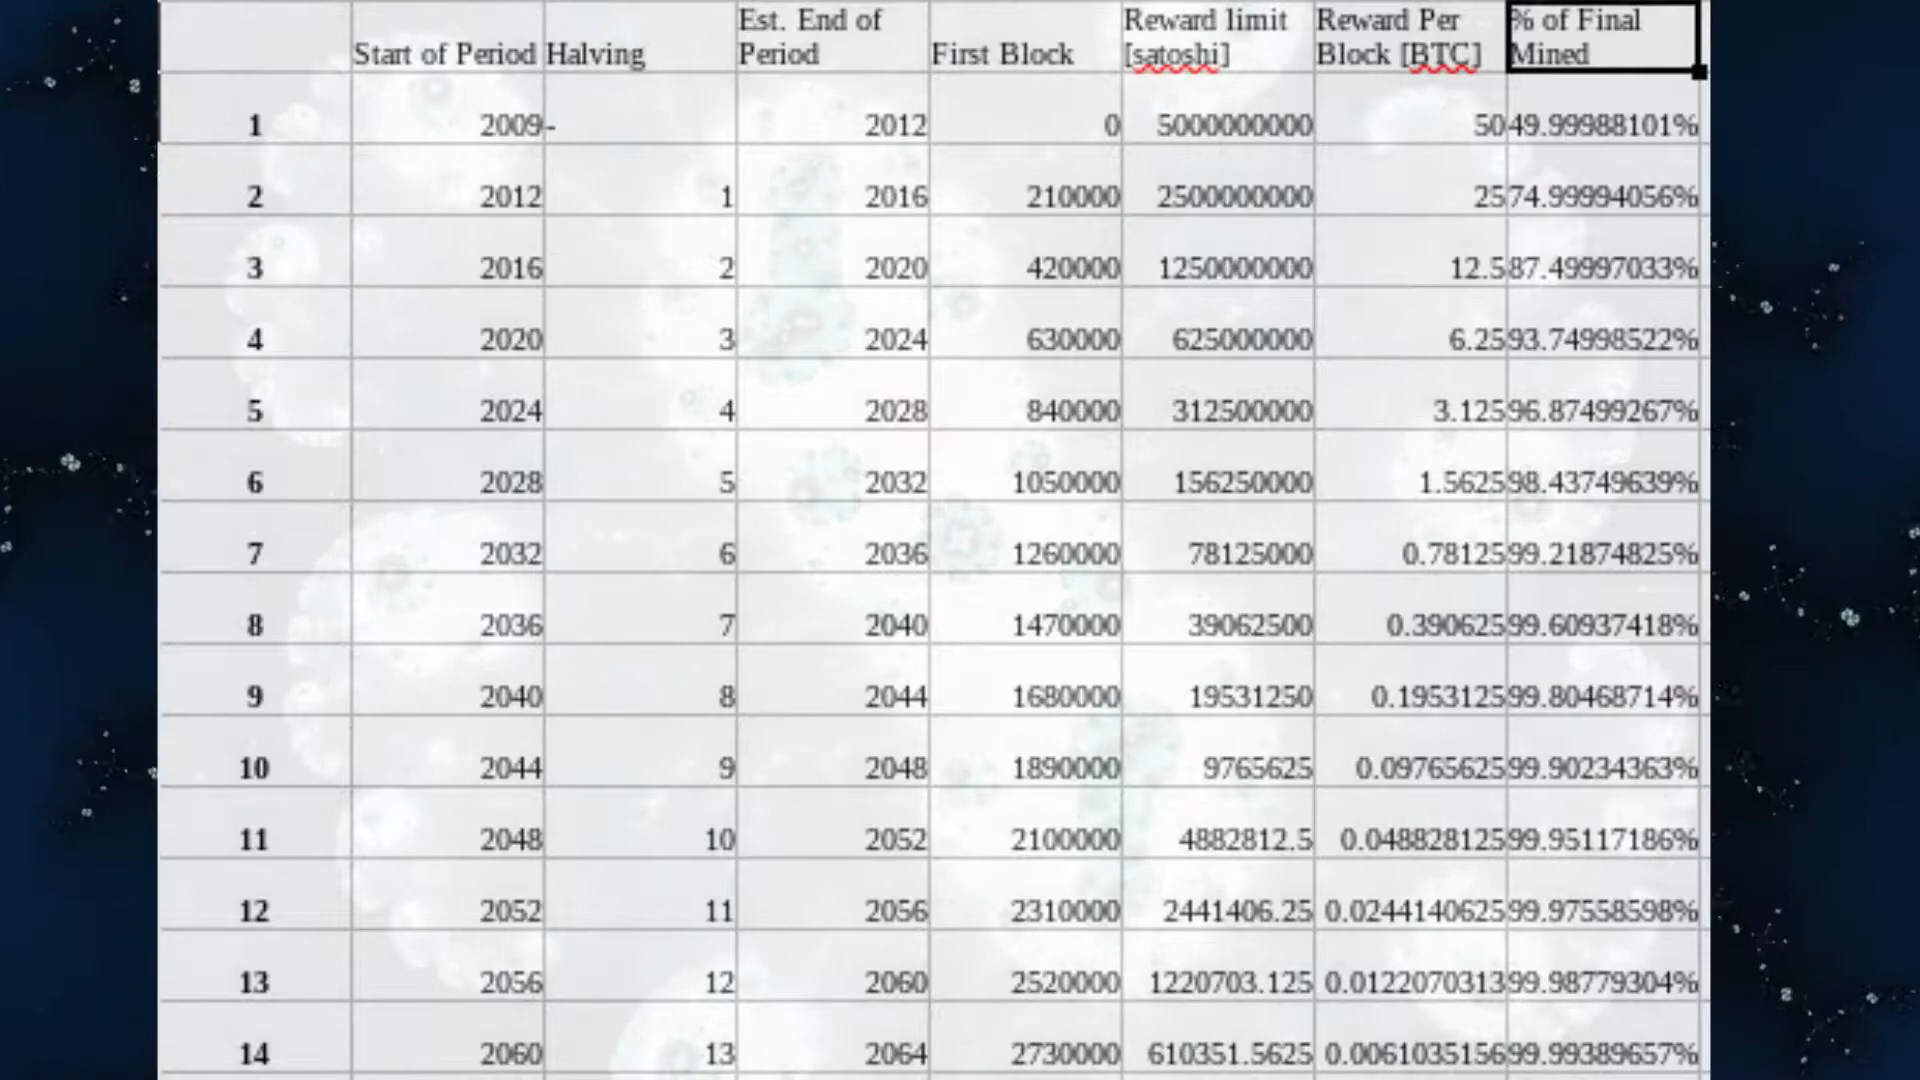 Start of Period Halving Est. End of Period First Block Reward limit [satoshi] Reward Per Block [BTC] % of Final Mined
1 2009 - 2012 0 5000000000 50 49.99988101%
2 2012 1 2016 210000 2500000000 25 74.99994056%
3 2016 2 2020 420000 1250000000 12.5 87.49997033%
4 2020 3 2024 630000 625000000 6.25 93.74998522%
5 2024 4 2028 840000 312500000 3.125 96.87499267%
6 2028 5 2032 1050000 156250000 1.5625 98.43749639%
7 2032 6 2036 1260000 78125000 0.78125 99.21874825%
8 2036 7 2040 1470000 39062500 0.390625 99.60937418%
9 2040 8 2044 1680000 19531250 0.1953125 99.80468714%
10 2044 9 2048 1890000 9765625 0.09765625 99.90234363%
11 2048 10 2052 2100000 4882812.5 0.048828125 99.95117186%
12 2052 11 2056 2310000 2441406.25 0.0244140625 99.97558598%
13 2056 12 2060 2520000 1220703.125 0.0122070313 99.98779304%
14 2060 13 2064 2730000 610351.5625 0.0061035156 99.99389657%